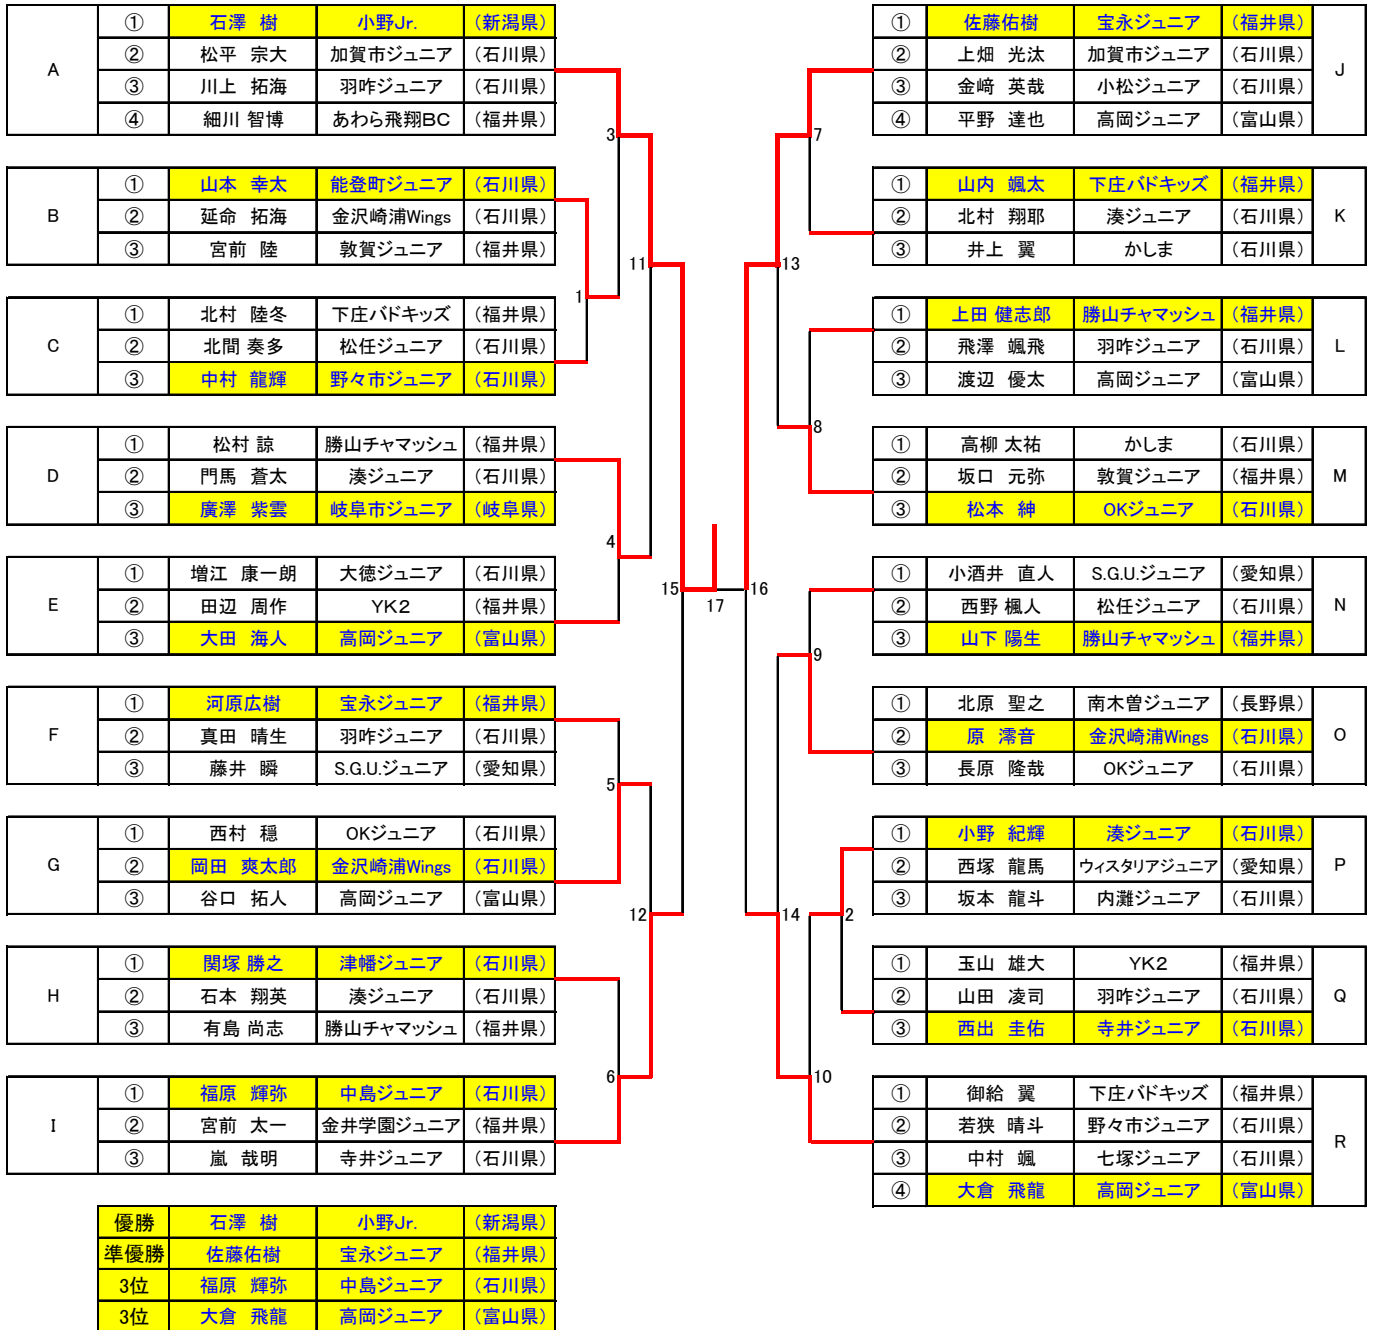 A
① 石澤 樹 小野Jr. （新潟県）
② 松平 宗大 加賀市ジュニア （石川県）
③ 川上 拓海 羽咋ジュニア （石川県）
④ 細川 智博 あわら飛翔BC （福井県）
B
① 山本 幸太 能登町ジュニア （石川県）
② 延命 拓海 金沢崎浦Wings （石川県）
③ 宮前 陸 敦賀ジュニア （福井県）
C
① 北村 陸冬 下庄バドキッズ （福井県）
② 北間 奏多 松任ジュニア （石川県）
③ 中村 龍輝 野々市ジュニア （石川県）
D
① 松村 諒 勝山チャマッシュ （福井県）
② 門馬 蒼太 湊ジュニア （石川県）
③ 廣澤 紫雲 岐阜市ジュニア （岐阜県）
E
① 増江 康一朗 大徳ジュニア （石川県）
② 田辺 周作 YK2 （福井県）
③ 大田 海人 高岡ジュニア （富山県）
F
① 河原広樹 宝永ジュニア （福井県）
② 真田 晴生 羽咋ジュニア （石川県）
③ 藤井 瞬 S.G.U.ジュニア （愛知県）
G
① 西村 穏 OKジュニア （石川県）
② 岡田 爽太郎 金沢崎浦Wings （石川県）
③ 谷口 拓人 高岡ジュニア （富山県）
H
① 関塚 勝之 津幡ジュニア （石川県）
② 石本 翔英 湊ジュニア （石川県）
③ 有島 尚志 勝山チャマッシュ （福井県）
I
① 福原 輝弥 中島ジュニア （石川県）
② 宮前 太一 金井学園ジュニア （福井県）
③ 嵐 哉明 寺井ジュニア （石川県）
3
1
11
4
15
5
12
6
17
16
7
13
8
9
14
2
10
J
① 佐藤佑樹 宝永ジュニア （福井県）
② 上畑 光汰 加賀市ジュニア （石川県）
③ 金﨑 英哉 小松ジュニア （石川県）
④ 平野 達也 高岡ジュニア （富山県）
K
① 山内 颯太 下庄バドキッズ （福井県）
② 北村 翔耶 湊ジュニア （石川県）
③ 井上 翼 かしま （石川県）
L
① 上田 健志郎 勝山チャマッシュ （福井県）
② 飛澤 颯飛 羽咋ジュニア （石川県）
③ 渡辺 優太 高岡ジュニア （富山県）
M
① 高柳 太祐 かしま （石川県）
② 坂口 元弥 敦賀ジュニア （福井県）
③ 松本 紳 OKジュニア （石川県）
N
① 小酒井 直人 S.G.U.ジュニア （愛知県）
② 西野 楓人 松任ジュニア （石川県）
③ 山下 陽生 勝山チャマッシュ （福井県）
O
① 北原 聖之 南木曽ジュニア （長野県）
② 原 澪音 金沢崎浦Wings （石川県）
③ 長原 隆哉 OKジュニア （石川県）
P
① 小野 紀輝 湊ジュニア （石川県）
② 西塚 龍馬 ウィスタリアジュニア （愛知県）
③ 坂本 龍斗 内灘ジュニア （石川県）
Q
① 玉山 雄大 YK2 （福井県）
② 山田 凌司 羽咋ジュニア （石川県）
③ 西出 圭佑 寺井ジュニア （石川県）
R
① 御給 翼 下庄バドキッズ （福井県）
② 若狭 晴斗 野々市ジュニア （石川県）
③ 中村 颯 七塚ジュニア （石川県）
④ 大倉 飛龍 高岡ジュニア （富山県）
優勝 石澤 樹 小野Jr. （新潟県）
準優勝 佐藤佑樹 宝永ジュニア （福井県）
3位 福原 輝弥 中島ジュニア （石川県）
3位 大倉 飛龍 高岡ジュニア （富山県）